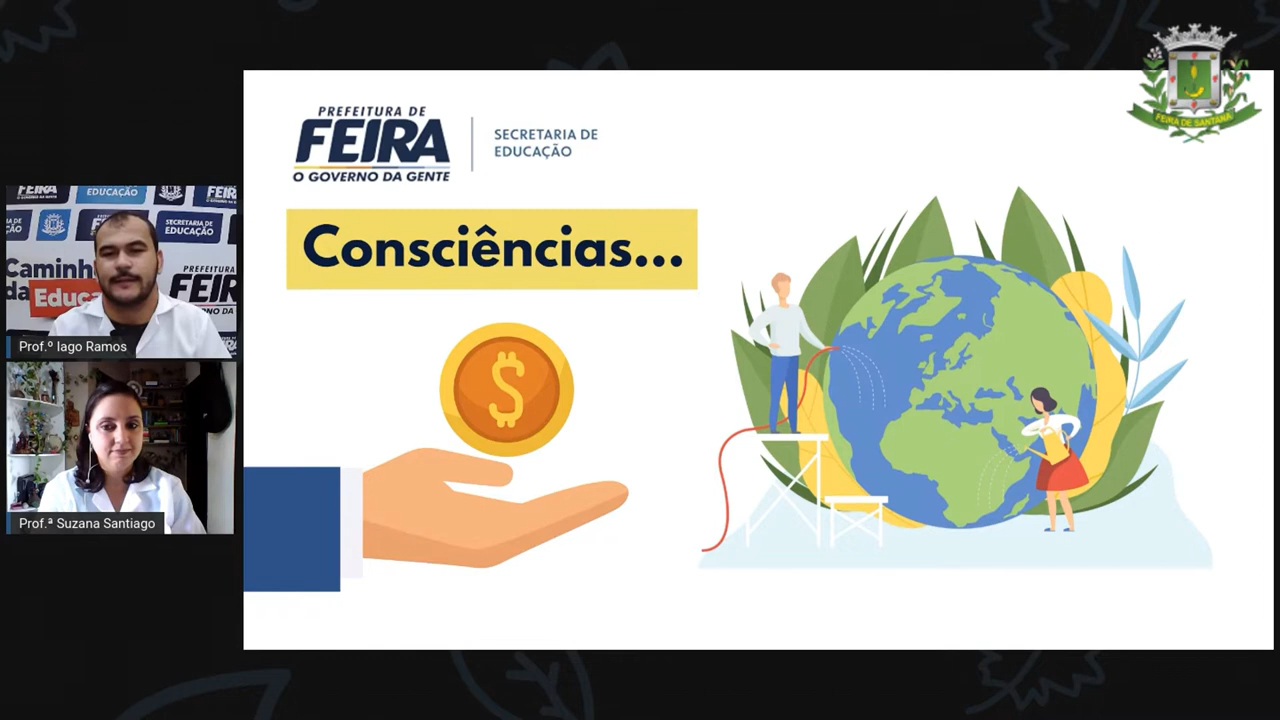 FEIRA DE SANTANA
PREFEITURA DE
FEIRA
O GOVERNO DA GENTE
SECRETARIA DE
EDUCAÇÃO
Consciências...
$
FEIRA
EDUCAÇÃO
SECRETARIA DE
EDUCAÇÃO
Caminh
da Educa
PREFEITURA
FEIR
Prof.º Iago Ramos
Prof.ª Suzana Santiago